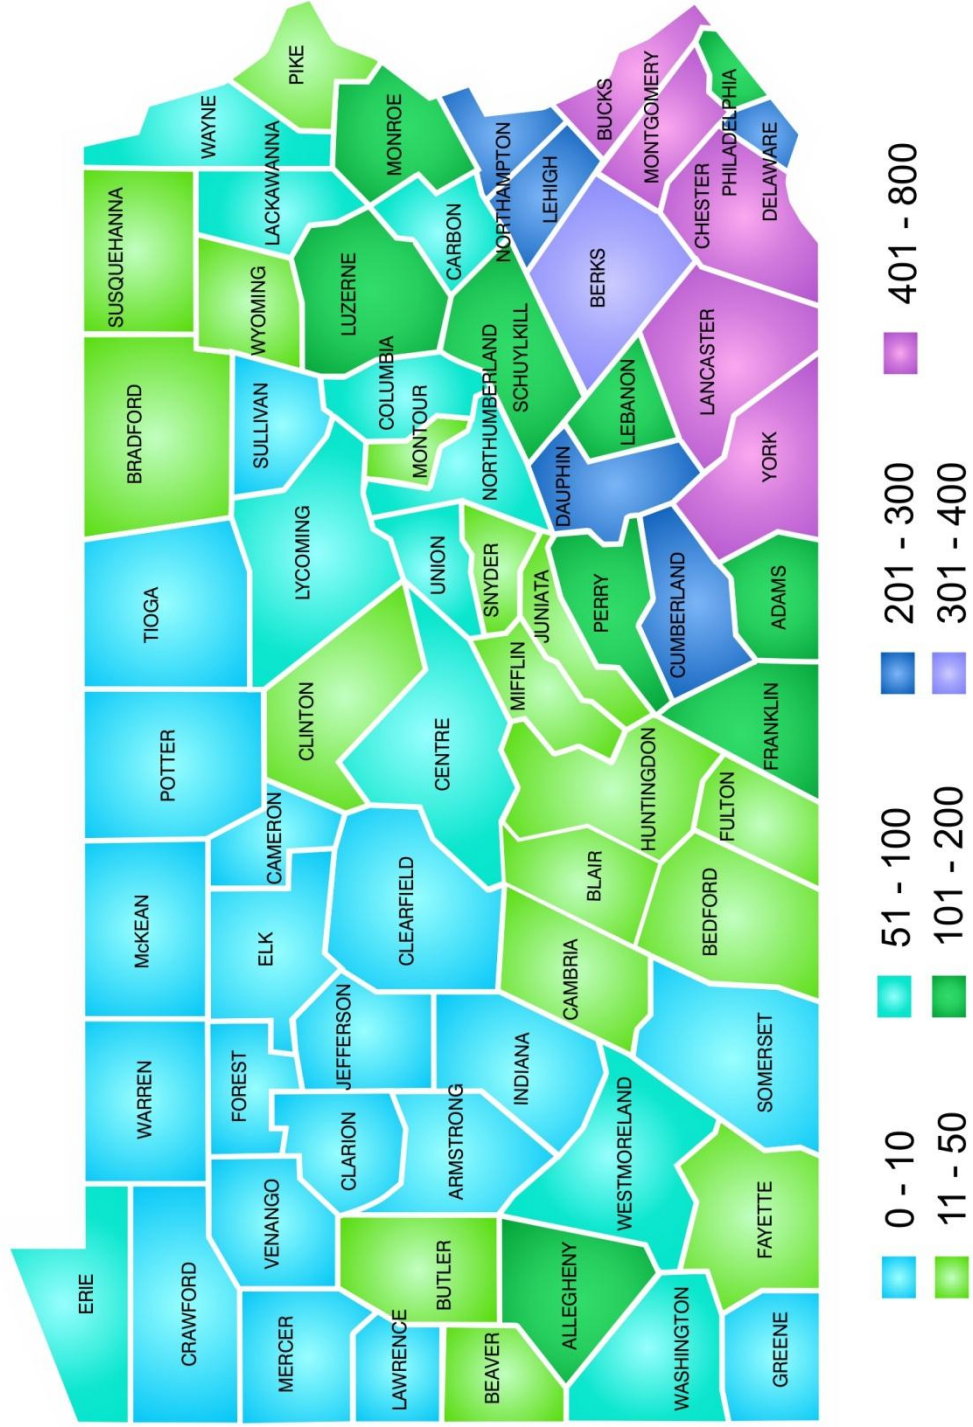 ERIE
CRAWFORD
MERCER
LAWRENCE
BEAVER
WASHINGTON
GREENE
WARREN
FOREST
VENANGO
CLARION
BUTLER
ARMSTRONG
ALLEGHENY
WESTMORELAND
FAYETTE
McKEAN
ELK
JEFFERSON
CLEARFIELD
INDIANA
CAMBRIA
SOMERSET
POTTER
CAMERON
CLINTON
CENTRE
BLAIR
HUNTINGDON
BEDFORD
FULTON
FRANKLIN
TIOGA
LYCOMING
UNION
SNYDER
MIFFLIN
JUNIATA
PERRY
CUMBERLAND
ADAMS
BRADFORD
SULLIVAN
COLUMBIA
MONTOUR
NORTHUMBERLAND
DAUPHIN
LEBANON
YORK
LANCASTER
SUSQUEHANNA
WYOMING
LACKAWANNA
LUZERNE
CARBON
SCHUYLKILL
BERKS
WAYNE
PIKE
MONROE
NORTHAMPTON
LEHIGH
BUCKS
MONTGOMERY
CHESTER
PHILADELPHIA
DELAWARE
0 - 10
11 - 50
51 - 100
101 - 200
201 - 300
301 - 400
401 - 800